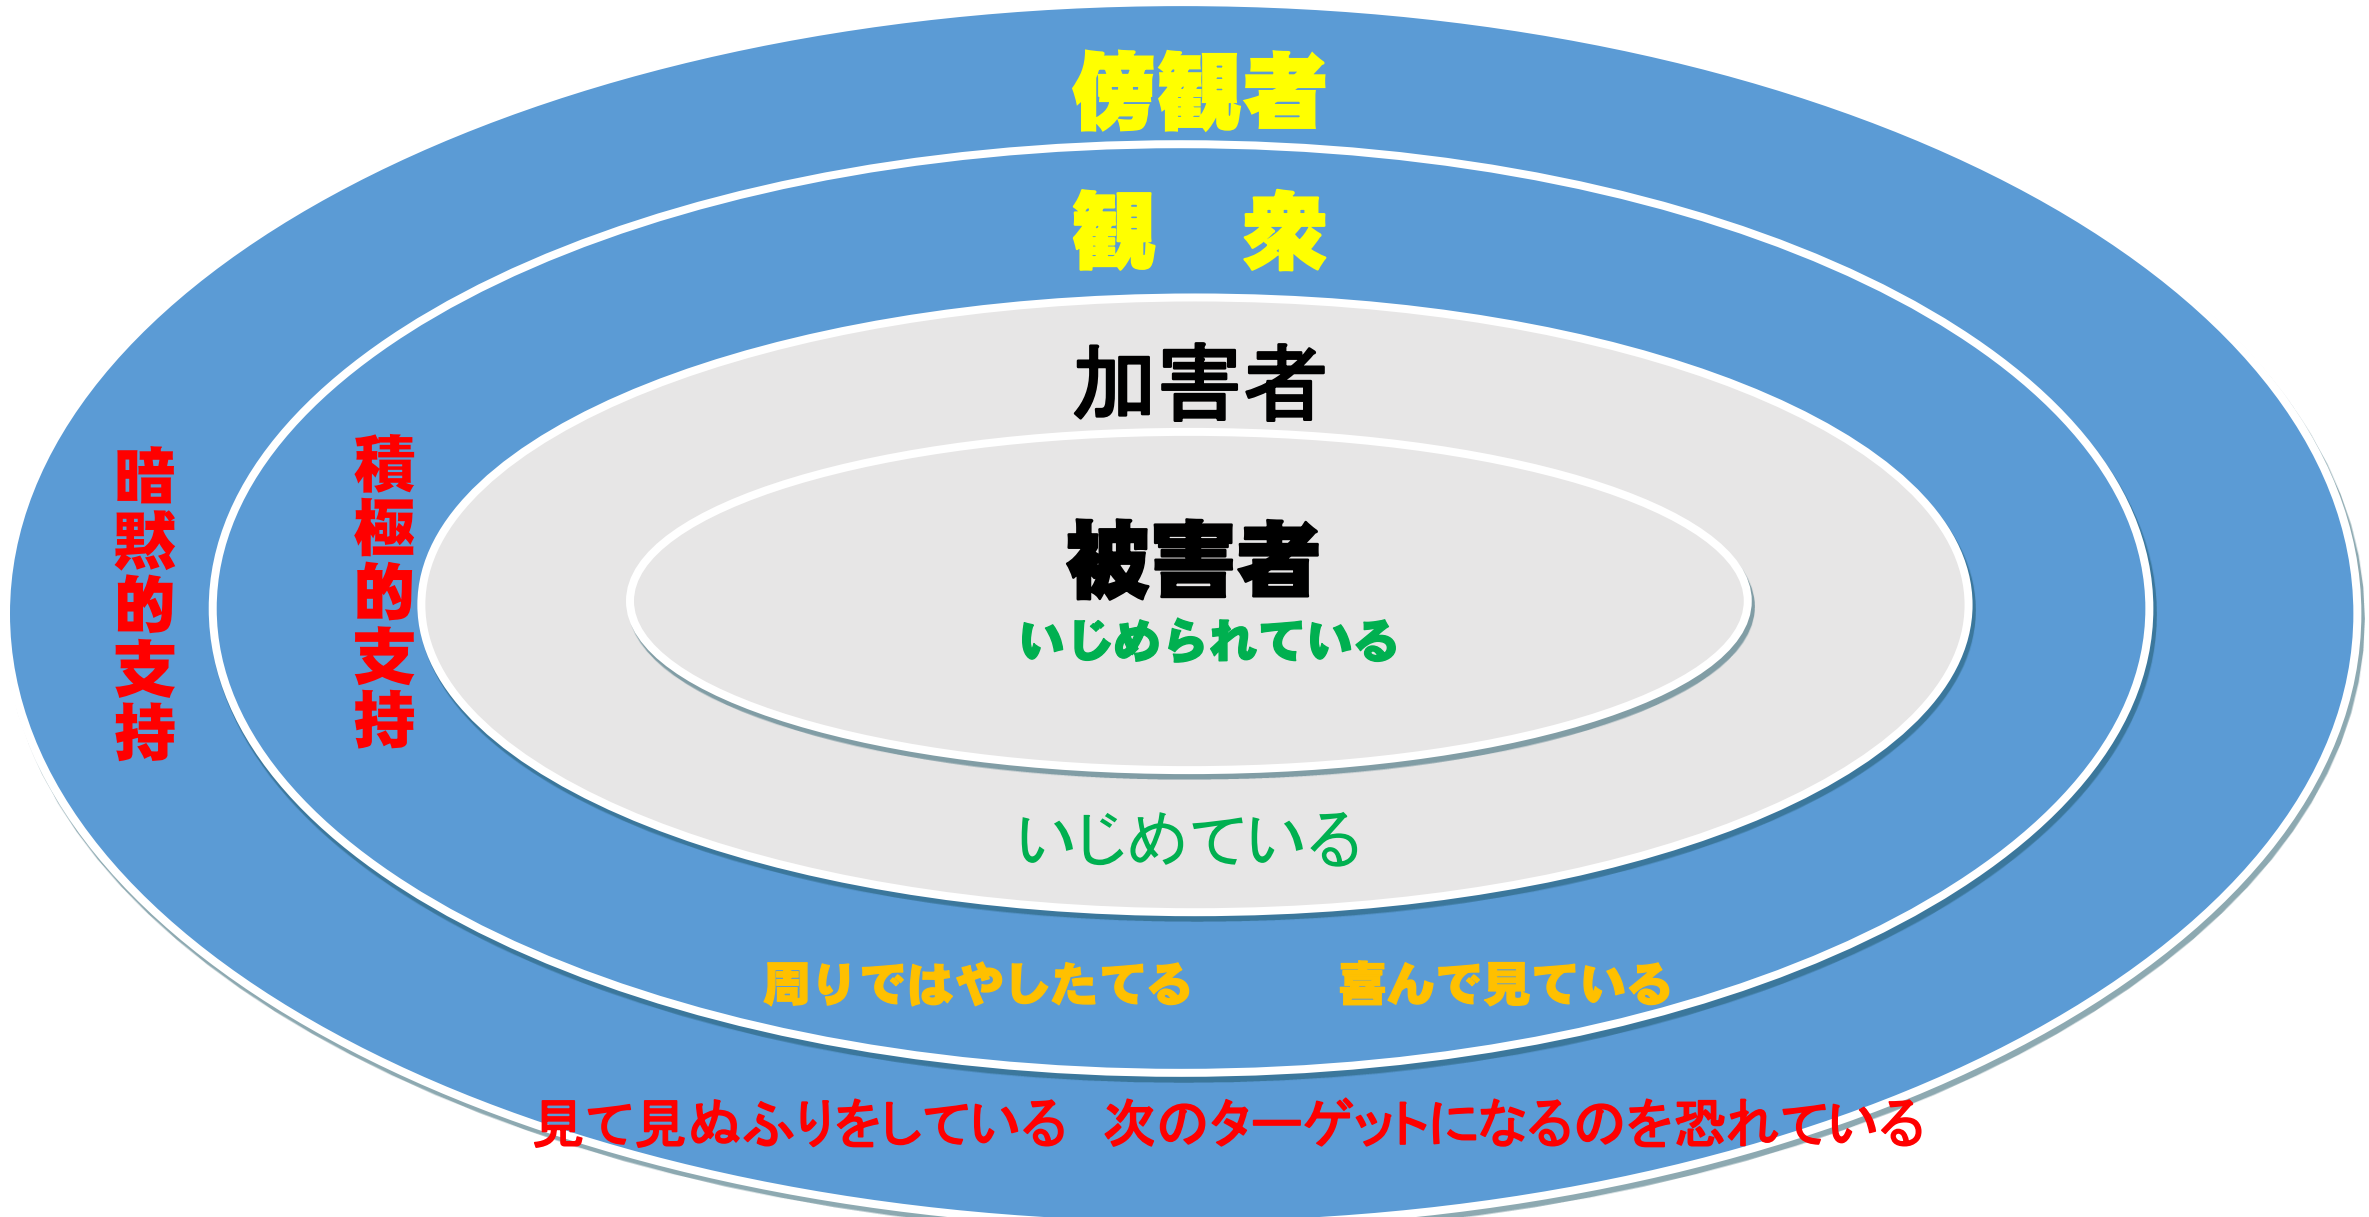 傍観者
観　衆
加害者
暗黙的支持
積極的支持
被害者
いじめられている
いじめている
周りではやしたてる　　　喜んで見ている
見て見ぬふりをしている　次のターゲットになるのを恐れている